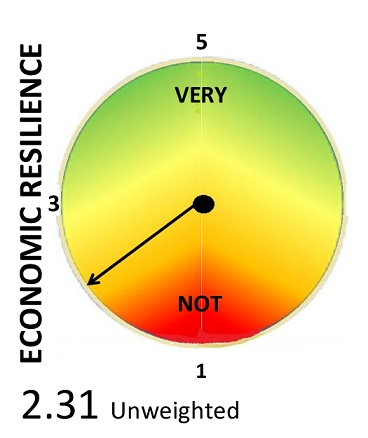 5
VERY
ECONOMIC RESILIENCE
3
NOT
1
2.31 Unweighted